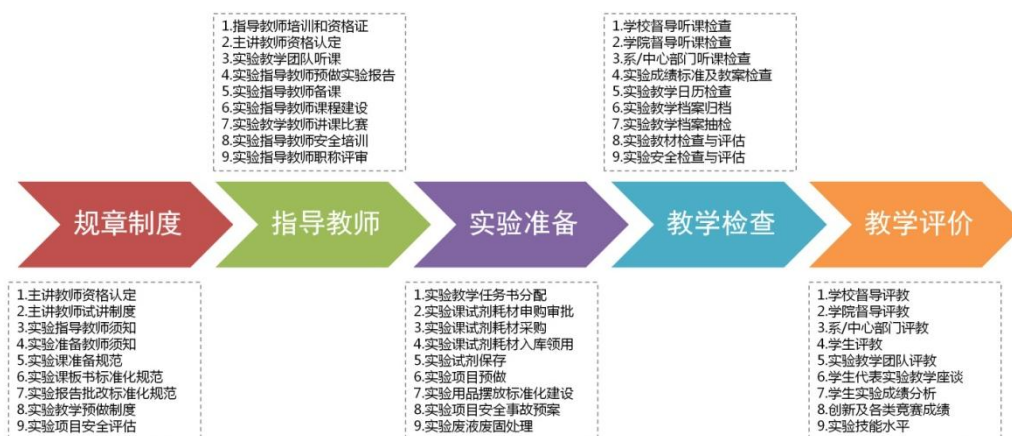 1.指导教师培训和资格证
2.主讲教师资格认定
3.实验教学团队听课
4.实验指导教师预做实验报告
5.实验指导教师备课
6.实验指导教师课程建设
7.实验教学教师讲课比赛
8.实验指导教师安全培训
9.实验指导教师职称评审
1.学校督导听课检查
2.学院督导听课检查
3.系/中心部门听课检查
4.实验成绩标准及教案检查
5.实验教学日历检查
6.实验教学档案归档
7.实验教学档案抽检
8.实验教材检查与评估
9.实验安全检查与评估
规章制度
指导教师
实验准备
教学检查
教学评价
1.主讲教师资格认定
2.主讲教师试讲制度
3.实验指导教师须知
4.实验准备教师须知
5.实验课准备规范
6.实验课板书标准化规范
7.实验报告批改标准化规范
8.实验教学预做制度
9.实验项目安全评估
1.实验教学任务书分配
2.实验课试剂耗材申购审批
3.实验课试剂耗材采购
4.实验课试剂耗材入库领用
5.实验试剂保存
6.实验项目预做
7.实验用品摆放标准化建设
8.实验项目安全事故预案
9.实验废液废固处理
1.学校督导评教
2.学院督导评教
3.系/中心部门评教
4.学生评教
5.实验教学团队评教
6.学生代表实验教学座谈
7.学生实验成绩分析
8.创新及各类竞赛成绩
9.实验技能水平